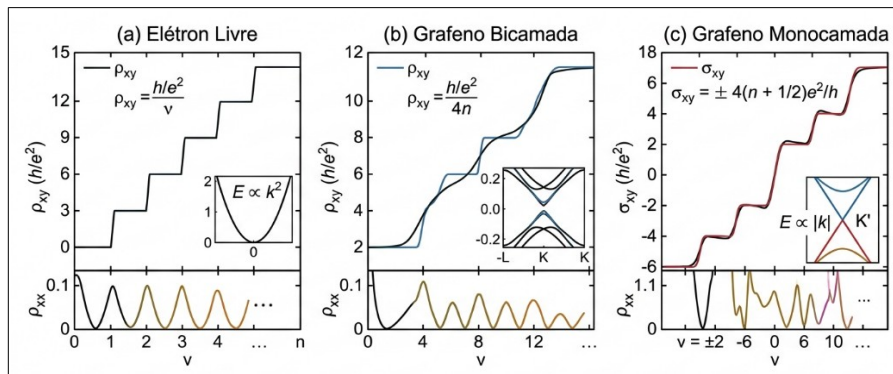 (a) Elétron Livre
ρxy (h/e²)
15
12
9
6
3
0
ρxy
ρxy = h/e² / ν
E ∝ k²
2
1
0
0
ρxx
0.1
0
0 1 2 3 4 ... n
ν
...
(b) Grafeno Bicamada
ρxy (h/e²)
12
10
8
6
4
2
0
ρxy
ρxy = h/e² / 4n
0.2
0.0
-0.2
-L K K
ρxx
0.1
0
0 4 8 12 ...
ν
(c) Grafeno Monocamada
σxy (h/e²)
18
6
4
2
0
-2
-4
-6
σxy
σxy = ± 4(n + 1/2)e²/h
E ∝ |k|
K'
ρxx
1.1
0
ν = ±2 -6 0 6 10 ...
ν
...